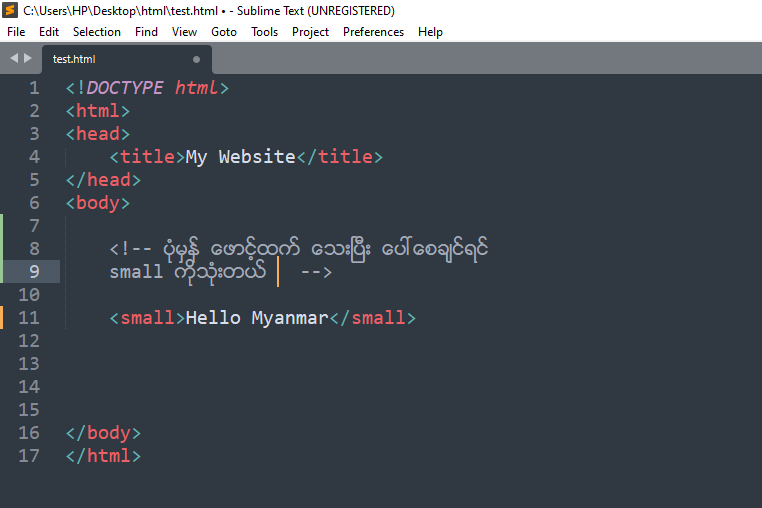 C:\Users\HP\Desktop\html\test.html • - Sublime Text (UNREGISTERED)
File Edit Selection Find View Goto Tools Project Preferences Help
test.html
1 <!DOCTYPE html>
2 <html>
3 <head>
4 <title>My Website</title>
5 </head>
6 <body>
7
8 <!-- ပုံမှန် ဖောင့်ထက် သေးပြီး ပေါ်စေချင်ရင်
9 small ကိုသုံးတယ် -->
10
11 <small>Hello Myanmar</small>
12
13
14
15
16 </body>
17 </html>